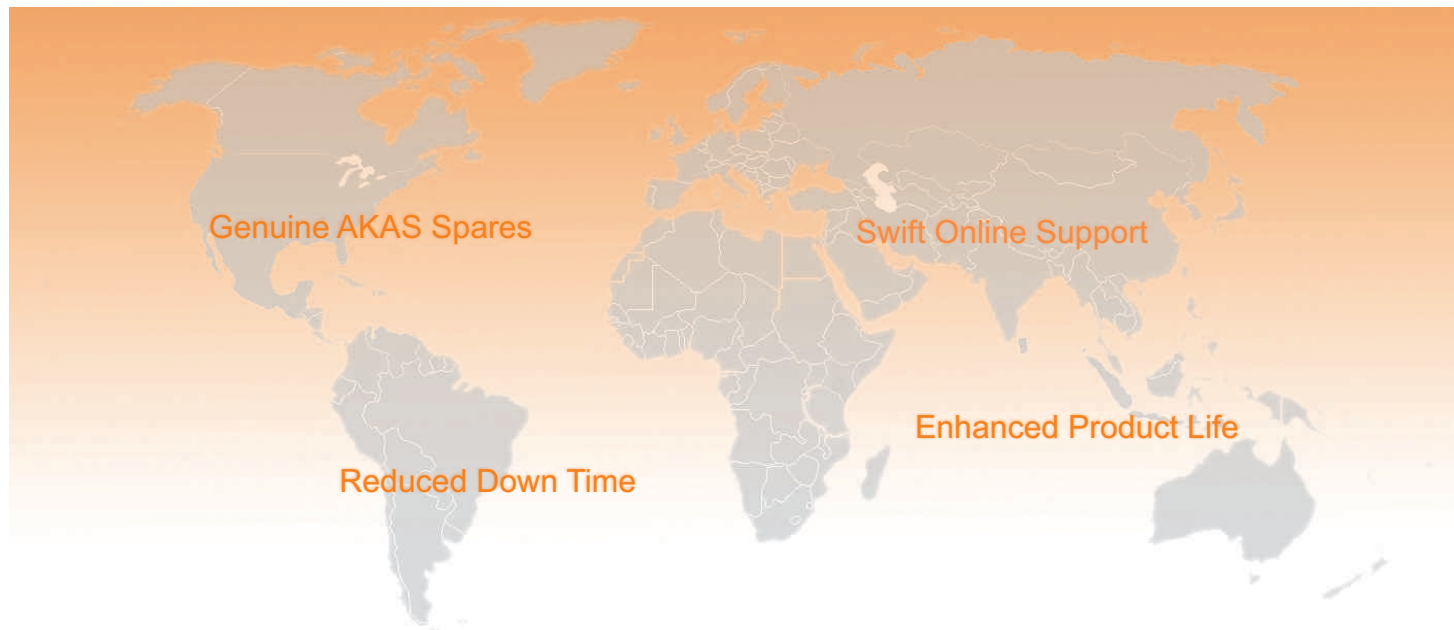 Genuine AKAS Spares
Swift Online Support
Enhanced Product Life
Reduced Down Time